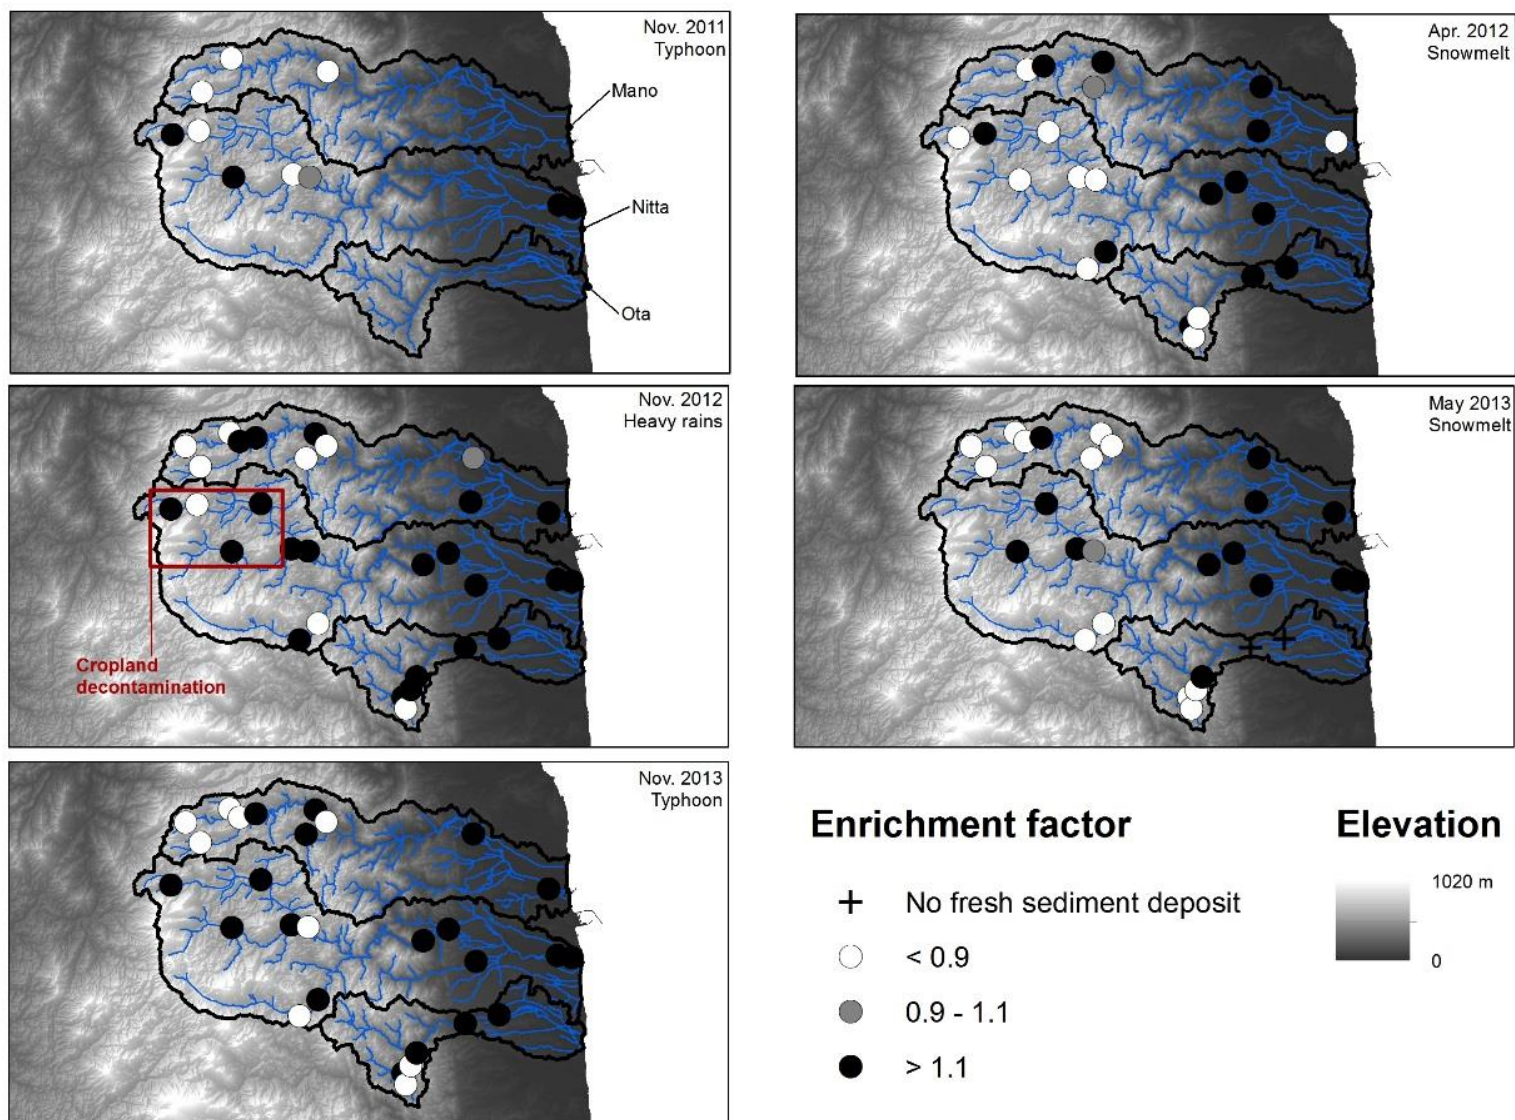 Nov. 2011
Typhoon
Mano
Nitta
Ota
Apr. 2012
Snowmelt
Nov. 2012
Heavy rains
Cropland
decontamination
May 2013
Snowmelt
Nov. 2013
Typhoon
Enrichment factor
No fresh sediment deposit
< 0.9
0.9 - 1.1
> 1.1
Elevation
1020 m
0